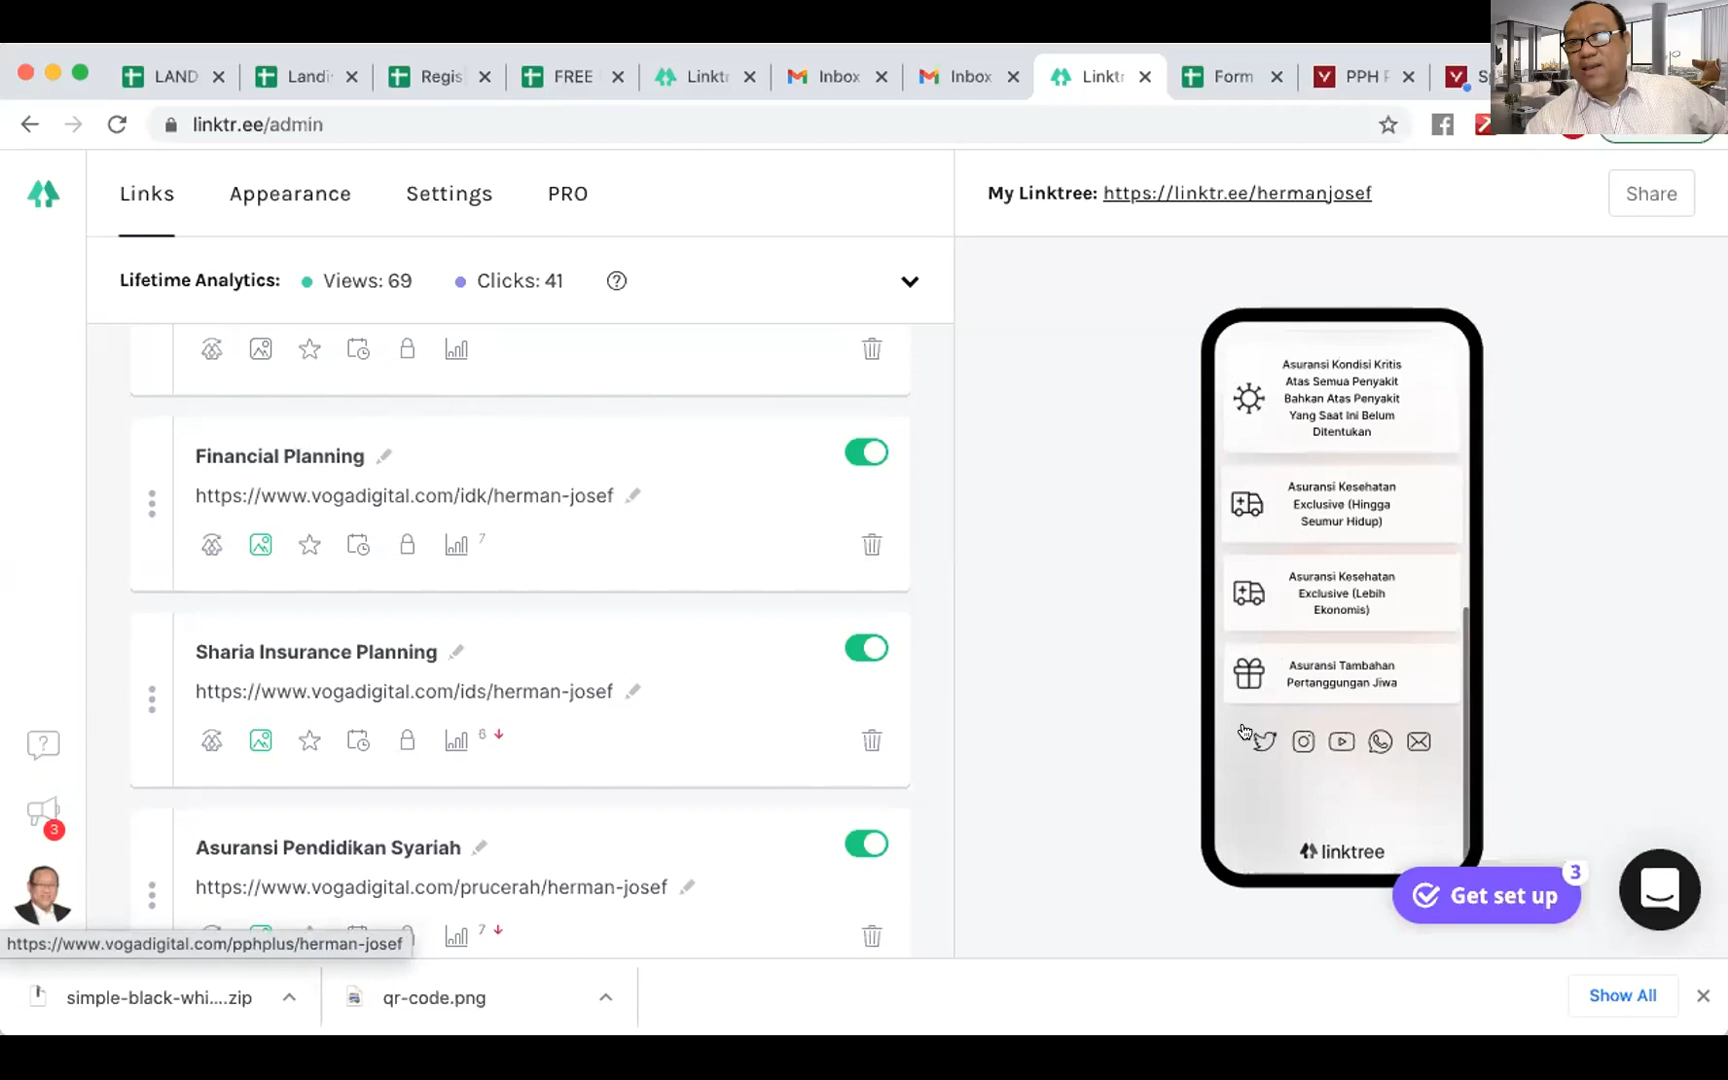 LAND
Landi
Regis
FREE
Linktr
Inbox
Inbox
Linktr
Form
PPH F
linktr.ee/admin
Links
Appearance
Settings
PRO
My Linktree: https://linktr.ee/hermanjosef
Share
Lifetime Analytics:
Views: 69
Clicks: 41
Financial Planning
https://www.vogadigital.com/idk/herman-josef
7
Sharia Insurance Planning
https://www.vogadigital.com/ids/herman-josef
6
Asuransi Pendidikan Syariah
https://www.vogadigital.com/prucerah/herman-josef
7
3
https://www.vogadigital.com/pphplus/herman-josef
Asuransi Kondisi Kritis
Atas Semua Penyakit
Bahkan Atas Penyakit
Yang Saat Ini Belum
Ditentukan
Asuransi Kesehatan
Exclusive (Hingga
Seumur Hidup)
Asuransi Kesehatan
Exclusive (Lebih
Ekonomis)
Asuransi Tambahan
Pertanggungan Jiwa
linktree
Get set up
3
simple-black-whi....zip
qr-code.png
Show All